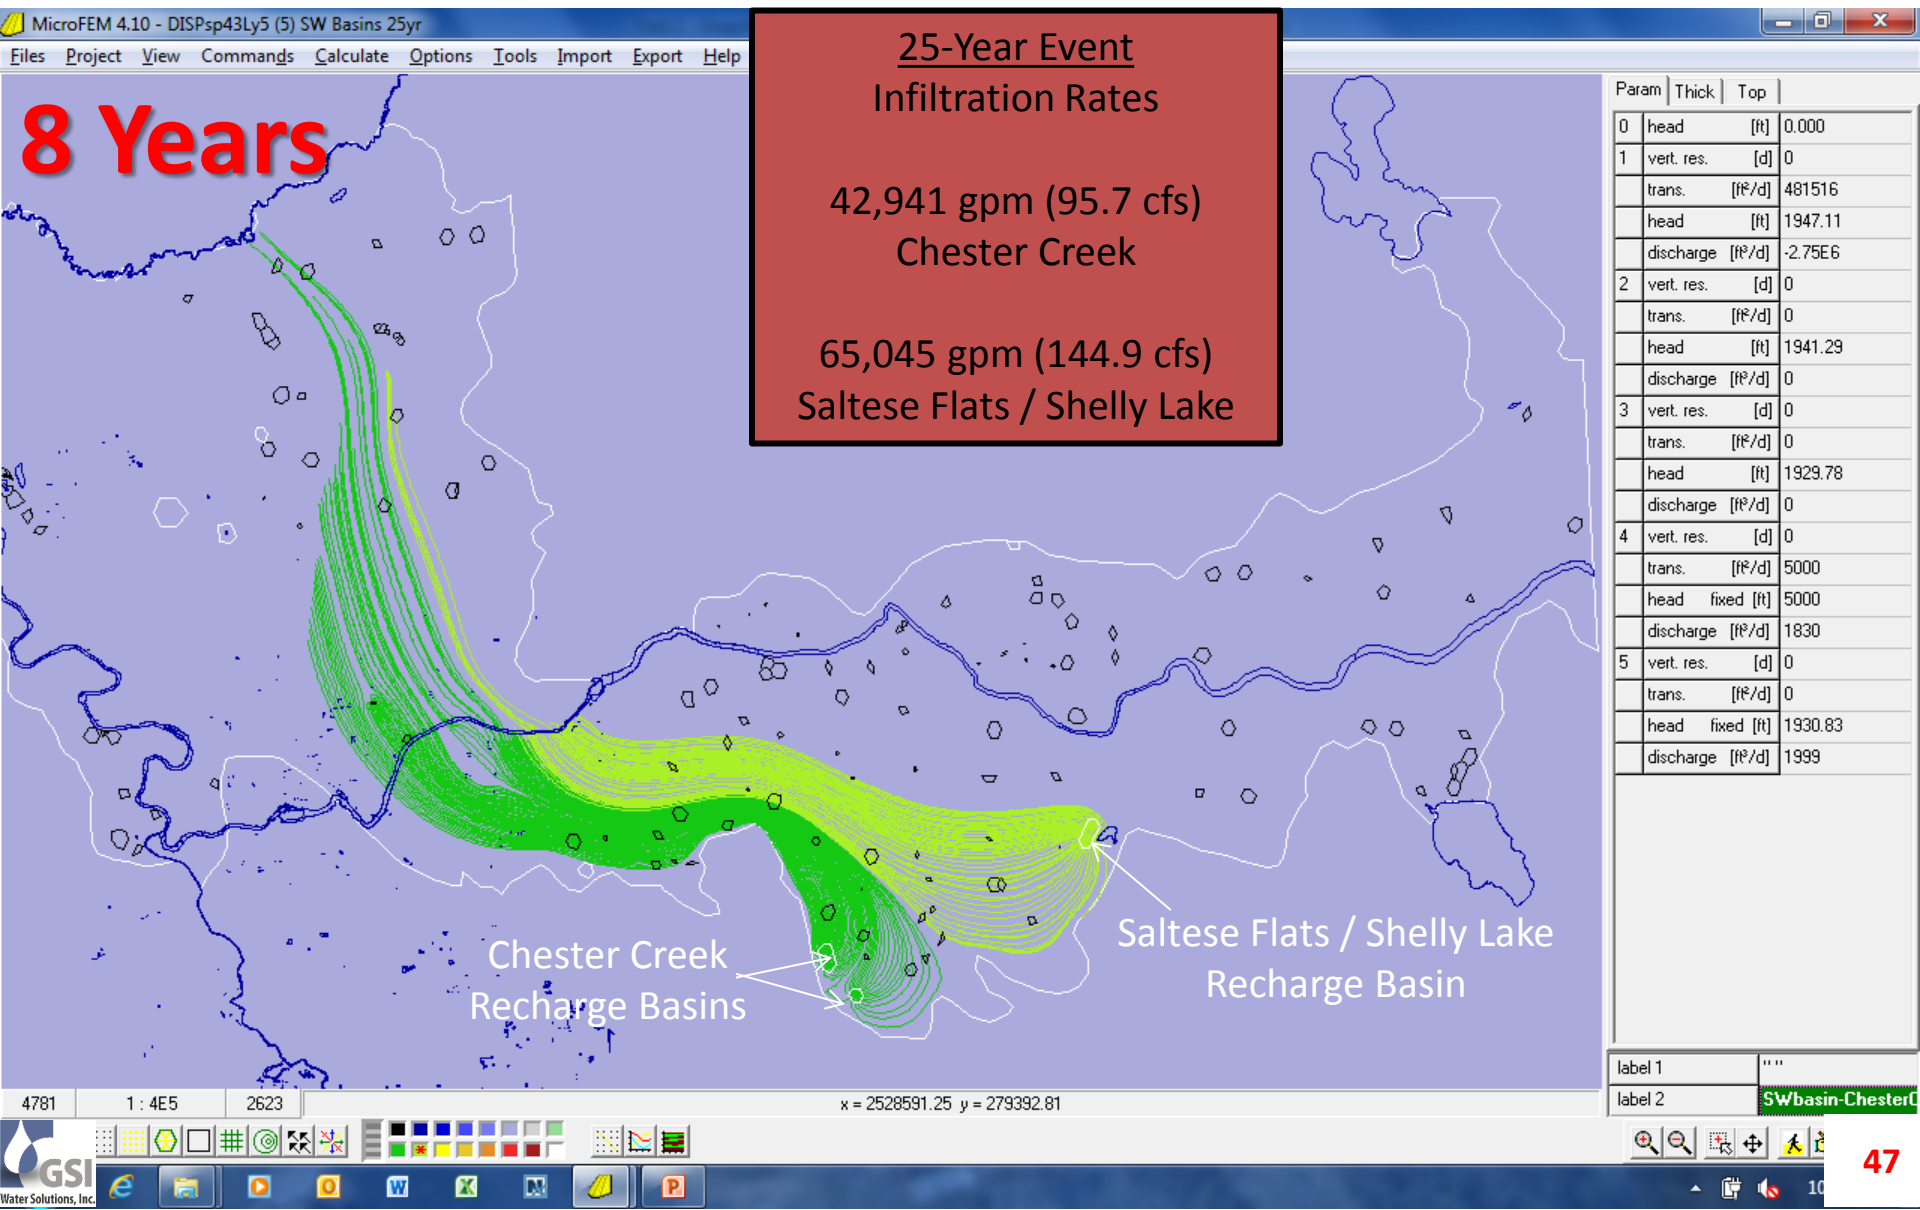 MicroFEM 4.10 - DISPsp43Ly5 (5) SW Basins 25yr
Files Project View Commands Calculate Options Tools Import Export Help
8 Years
25-Year Event
Infiltration Rates
42,941 gpm (95.7 cfs)
Chester Creek
65,045 gpm (144.9 cfs)
Saltese Flats / Shelly Lake
Chester Creek
Recharge Basins
Saltese Flats / Shelly Lake
Recharge Basin
Param Thick Top
0 head [ft] 0.000
1 vert. res. [d] 0
trans. [ft²/d] 481516
head [ft] 1947.11
discharge [ft³/d] -2.75E6
2 vert. res. [d] 0
trans. [ft²/d] 0
head [ft] 1941.29
discharge [ft³/d] 0
3 vert. res. [d] 0
trans. [ft²/d] 0
head [ft] 1929.78
discharge [ft³/d] 0
4 vert. res. [d] 0
trans. [ft²/d] 5000
head fixed [ft] 5000
discharge [ft³/d] 1830
5 vert. res. [d] 0
trans. [ft²/d] 0
head fixed [ft] 1930.83
discharge [ft³/d] 1999
label 1 ""
label 2 SWbasin-ChesterC
4781 1 : 4E5 2623 x = 2528591.25 y = 279392.81
GSI
Water Solutions, Inc.
10
47